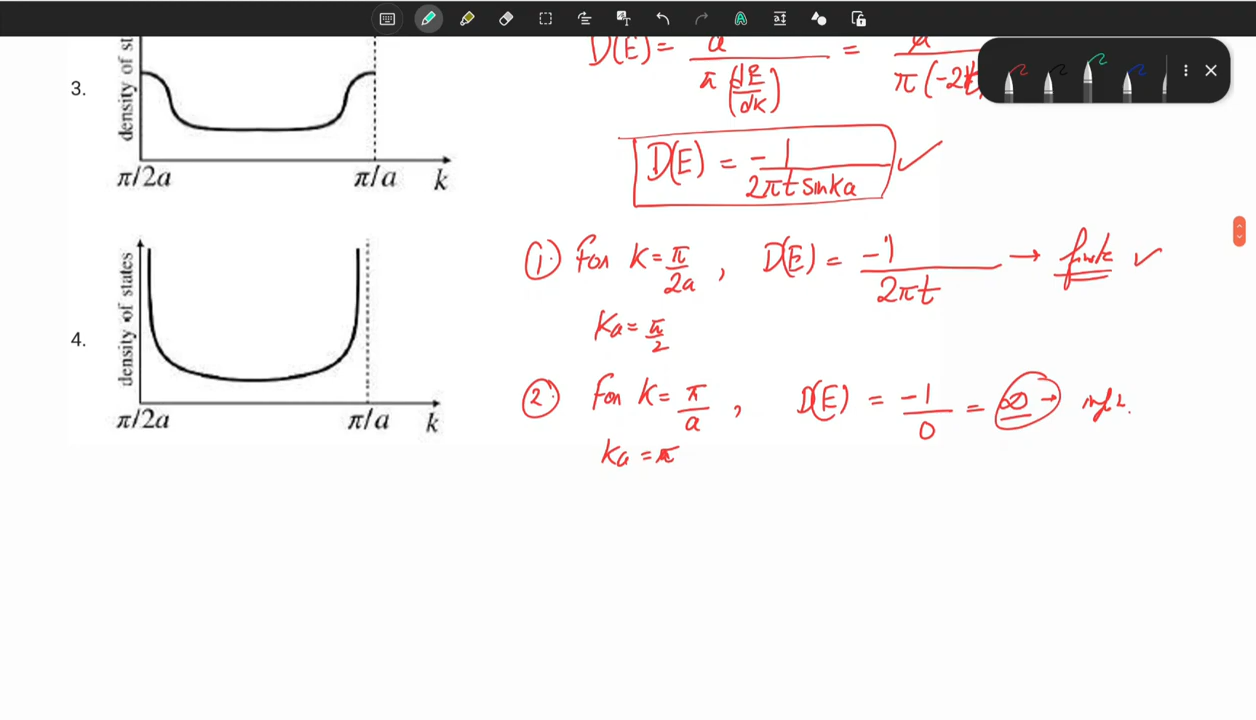 3.
density of st
π/2a
π/a
k
D(E) = a / π (dE/dk) = a / π(-2t
D(E) = -1 / 2πt sinka
① For K = π/2a , D(E) = -1 / 2πt → finite ✓
Ka = π/2
4.
density of states
π/2a
π/a
k
② For K = π/a , D(E) = -1 / 0 = ∞ →
Ka = π